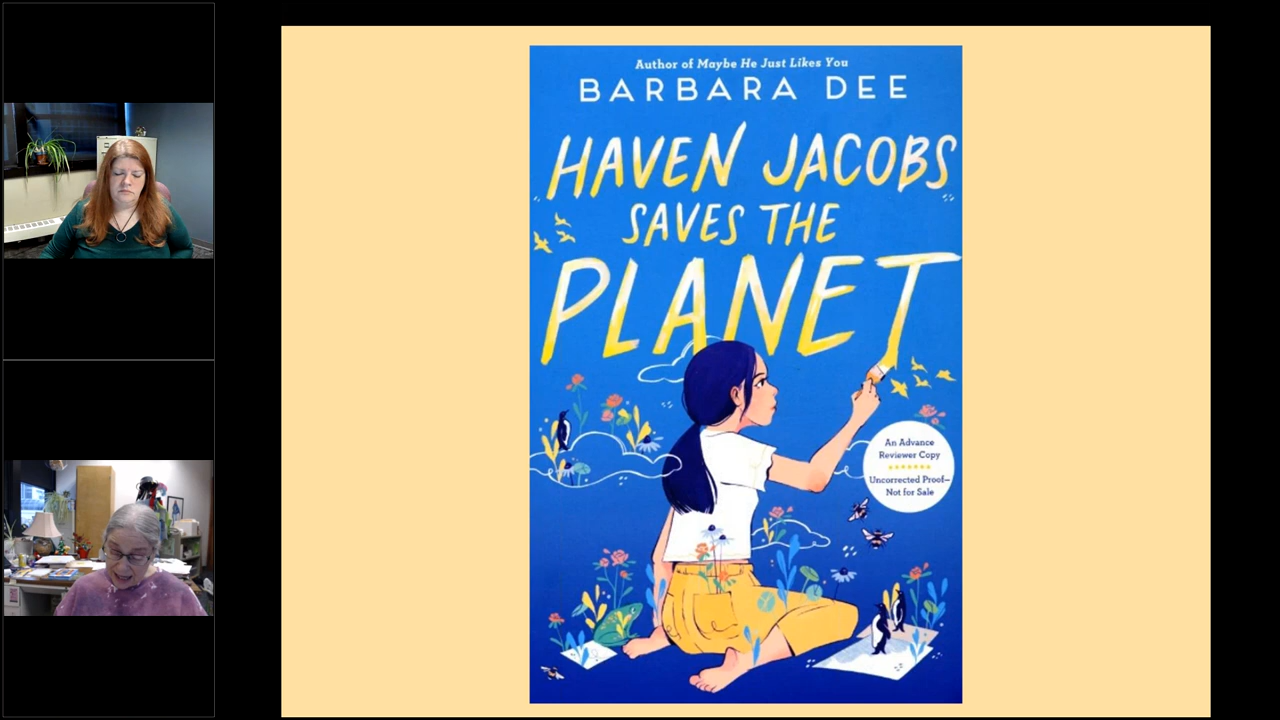 Author of Maybe He Just Likes You
BARBARA DEE
HAVEN JACOBS
SAVES THE
PLANET
An Advance
Reviewer Copy
Uncorrected Proof—
Not for Sale